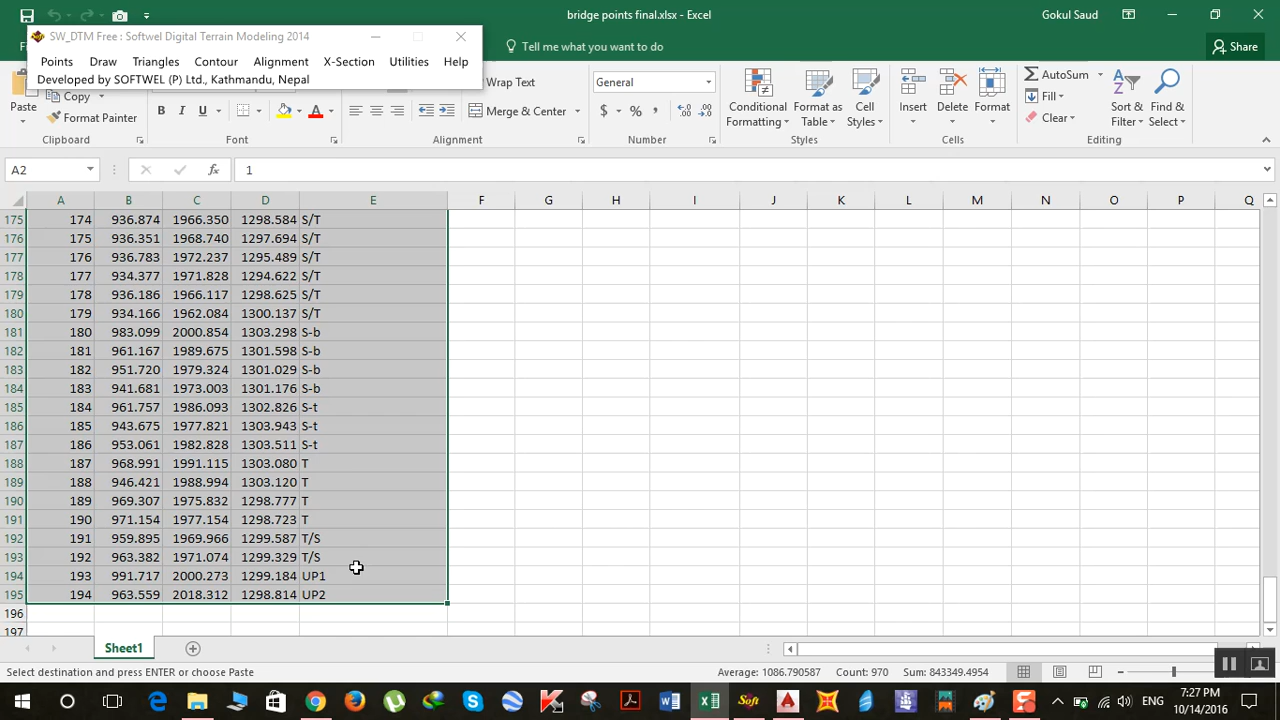 bridge points final.xlsx - Excel
Gokul Saud
SW_DTM Free : Softwel Digital Terrain Modeling 2014
Points Draw Triangles Contour Alignment X-Section Utilities Help
Developed by SOFTWEL (P) Ltd., Kathmandu, Nepal
Tell me what you want to do
Share
Paste
Copy
Format Painter
B I U
Wrap Text
Merge & Center
General
$ % ,
Conditional Formatting
Format as Table
Cell Styles
Insert
Delete
Format
AutoSum
Fill
Clear
Sort & Filter
Find & Select
Clipboard Font Alignment Number Styles Cells Editing
A2 fx 1
A B C D E F G H I J K L M N O P Q
175 174 936.874 1966.350 1298.584 S/T
176 175 936.351 1968.740 1297.694 S/T
177 176 936.783 1972.237 1295.489 S/T
178 177 934.377 1971.828 1294.622 S/T
179 178 936.186 1966.117 1298.625 S/T
180 179 934.166 1962.084 1300.137 S/T
181 180 983.099 2000.854 1303.298 S-b
182 181 961.167 1989.675 1301.598 S-b
183 182 951.720 1979.324 1301.029 S-b
184 183 941.681 1973.003 1301.176 S-b
185 184 961.757 1986.093 1302.826 S-t
186 185 943.675 1977.821 1303.943 S-t
187 186 953.061 1982.828 1303.511 S-t
188 187 968.991 1991.115 1303.080 T
189 188 946.421 1988.994 1303.120 T
190 189 969.307 1975.832 1298.777 T
191 190 971.154 1977.154 1298.723 T
192 191 959.895 1969.966 1299.587 T/S
193 192 963.382 1971.074 1299.329 T/S
194 193 991.717 2000.273 1299.184 UP1
195 194 963.559 2018.312 1298.814 UP2
196
197
Sheet1
Select destination and press ENTER or choose Paste
Average: 1086.790587 Count: 970 Sum: 843349.4954
ENG
7:27 PM
10/14/2016